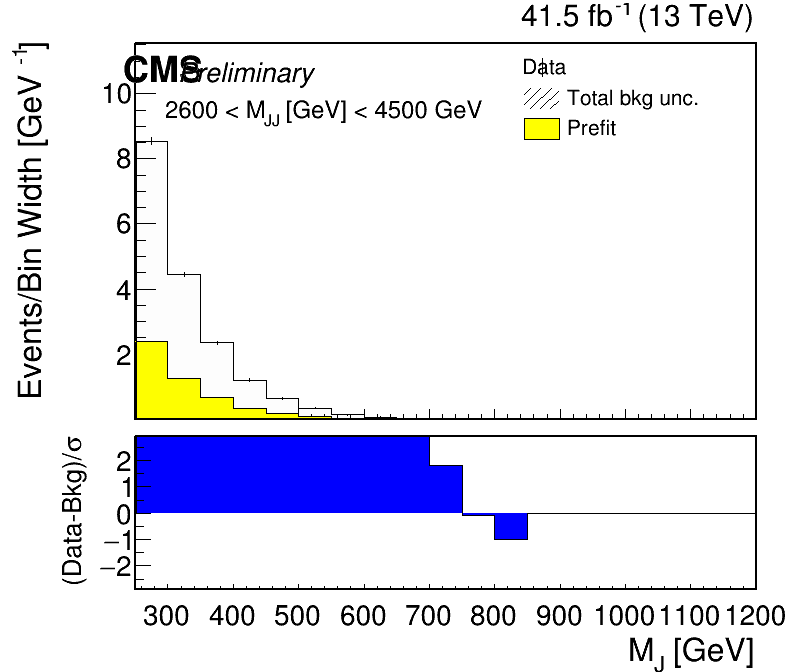 41.5 fb⁻¹ (13 TeV)
CMS Preliminary
2600 < M_JJ [GeV] < 4500 GeV
Data
Total bkg unc.
Prefit
Events/Bin Width [GeV⁻¹]
10
8
6
4
2
(Data-Bkg)/σ
2
1
0
−1
−2
300 400 500 600 700 800 900 1000 1100 1200
M_J [GeV]